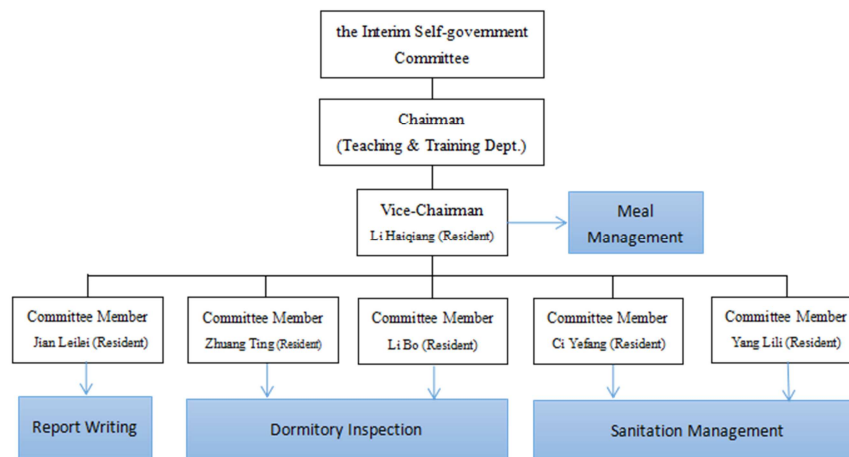 the Interim Self-government
Committee
Chairman
(Teaching & Training Dept.)
Vice-Chairman
Li Haiqiang (Resident)
Meal
Management
Committee Member
Jian Leilei (Resident)
Committee Member
Zhuang Ting (Resident)
Committee Member
Li Bo (Resident)
Committee Member
Ci Yefang (Resident)
Committee Member
Yang Lili (Resident)
Report Writing
Dormitory Inspection
Sanitation Management